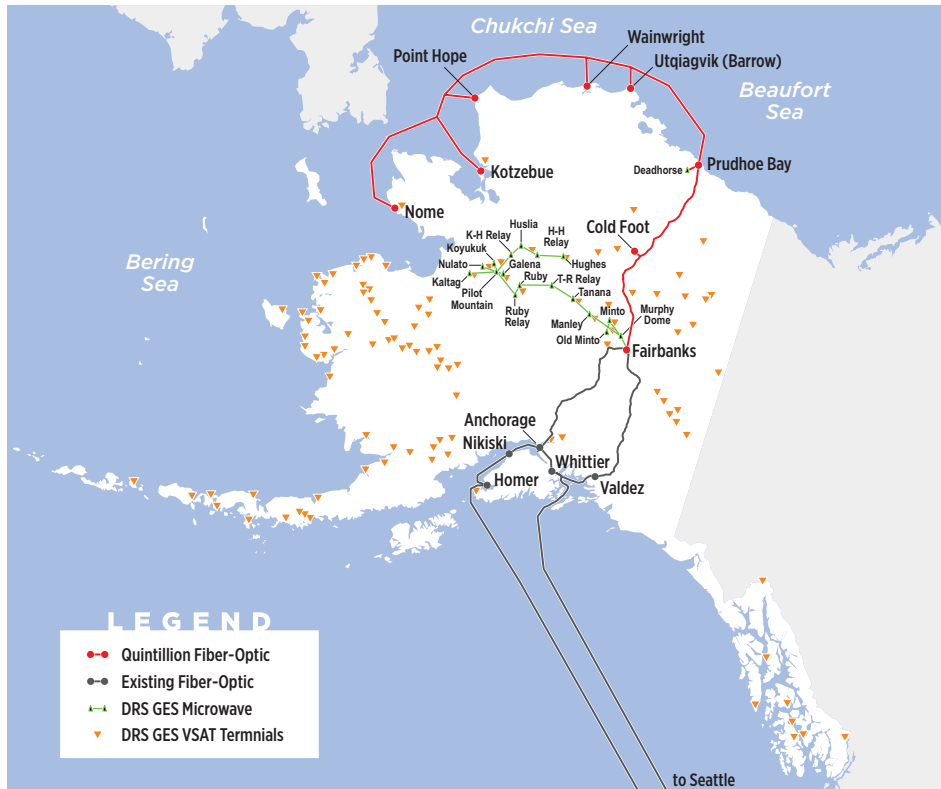 Chukchi Sea
Wainwright
Point Hope
Utqiagvik (Barrow)
Beaufort
Sea
Prudhoe Bay
Deadhorse
Kotzebue
Nome
Cold Foot
Huslia
K-H Relay
H-H
Relay
Koyukuk
Nulato
Galena
Hughes
Kaltag
Ruby
T-R Relay
Pilot
Mountain
Tanana
Ruby
Relay
Minto
Murphy
Dome
Manley
Old Minto
Bering
Sea
Fairbanks
Anchorage
Nikiski
Whittier
Homer
Valdez
LEGEND
Quintillion Fiber-Optic
Existing Fiber-Optic
DRS GES Microwave
DRS GES VSAT Termnials
to Seattle